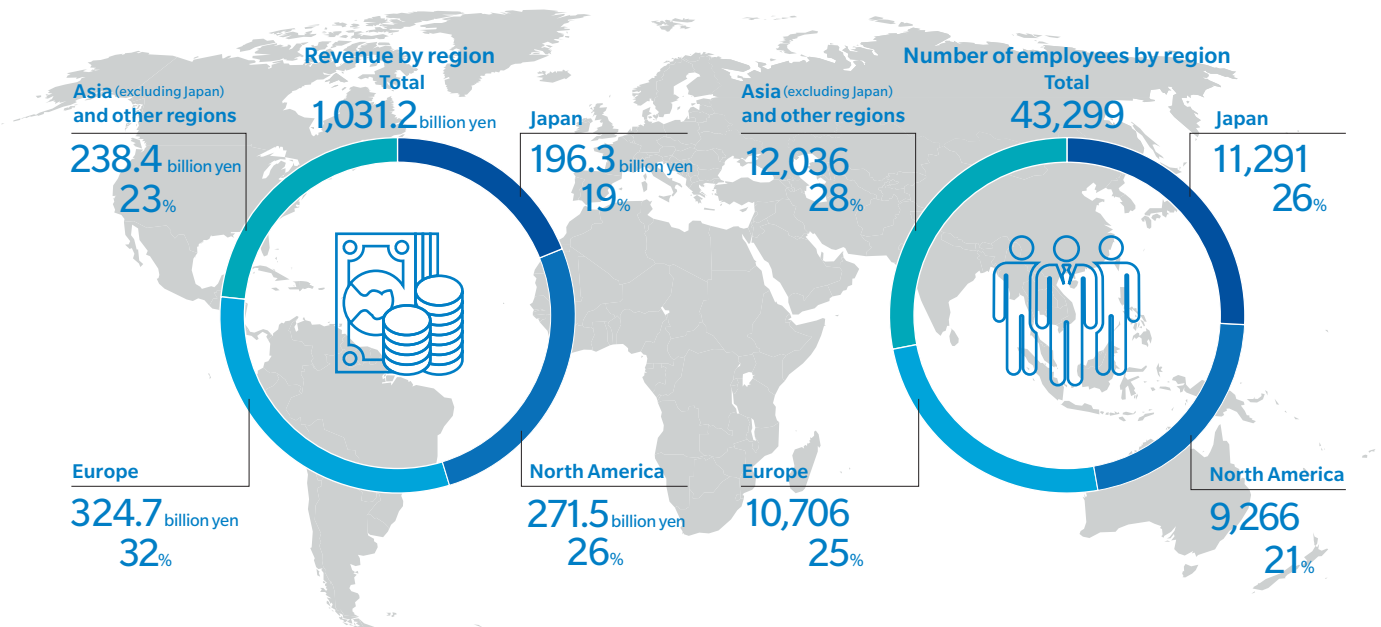 Revenue by region
Total
1,031.2 billion yen
Asia (excluding Japan)
and other regions
238.4 billion yen
23%
Japan
196.3 billion yen
19%
Europe
324.7 billion yen
32%
North America
271.5 billion yen
26%
Number of employees by region
Total
43,299
Asia (excluding Japan)
and other regions
12,036
28%
Japan
11,291
26%
Europe
10,706
25%
North America
9,266
21%